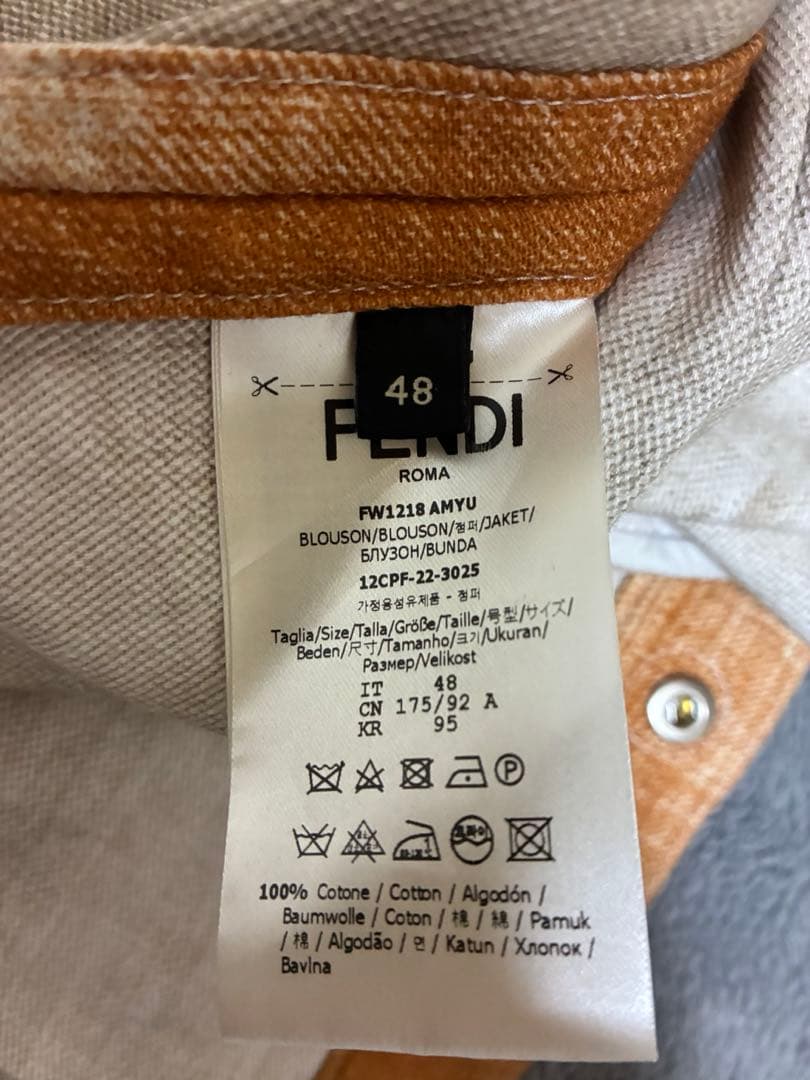 48
FENDI
ROMA
FW1218 AMYU
BLOUSON/BLOUSON/점퍼/JAKET/
БЛУЗОН/BUNDA
12CPF-22-3025
가정용섬유제품 - 점퍼
Taglia/Size/Talla/Größe/Taille/号型/サイズ/
Beden/尺寸/Tamanho/크기/Ukuran/
Размер/Velikost
IT 48
CN 175/92 A
KR 95
P
100% Cotone / Cotton / Algodón /
Baumwolle / Coton / 棉 / 綿 / Pamuk
/ 棉 / Algodão / 면 / Katun / Хлопок /
Bavlna